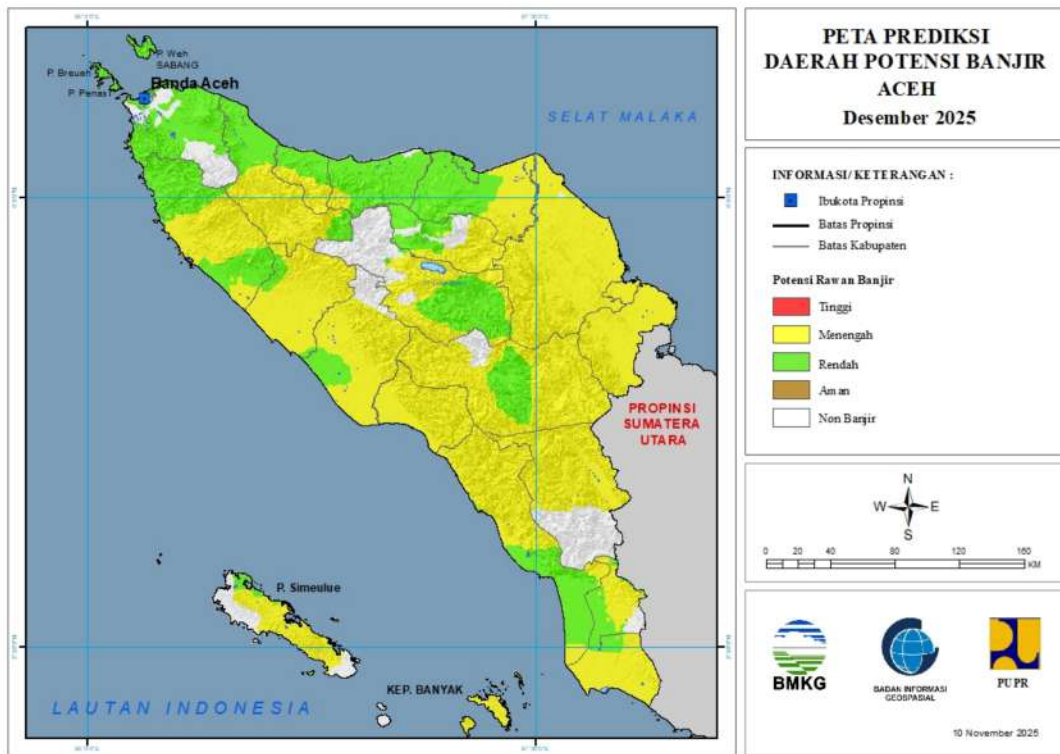 P. Weh
SABANG
P. Breueh
Banda Aceh
SELAT MALAKA
PROPINSI
SUMATERA
UTARA
P. Simeulue
KEP. BANYAK
LAUTAN INDONESIA
PETA PREDIKSI
DAERAH POTENSI BANJIR
ACEH
Desember 2025
INFORMASI/ KETERANGAN :
Ibukota Propinsi
Batas Propinsi
Batas Kabupaten
Potensi Rawan Banjir
Tinggi
Menengah
Rendah
Aman
Non Banjir
N
W E
S
0 20 40 80 120 160
KM
BMKG
BADAN INFORMASI
GEOSPASIAL
PUPR
10 November 2025